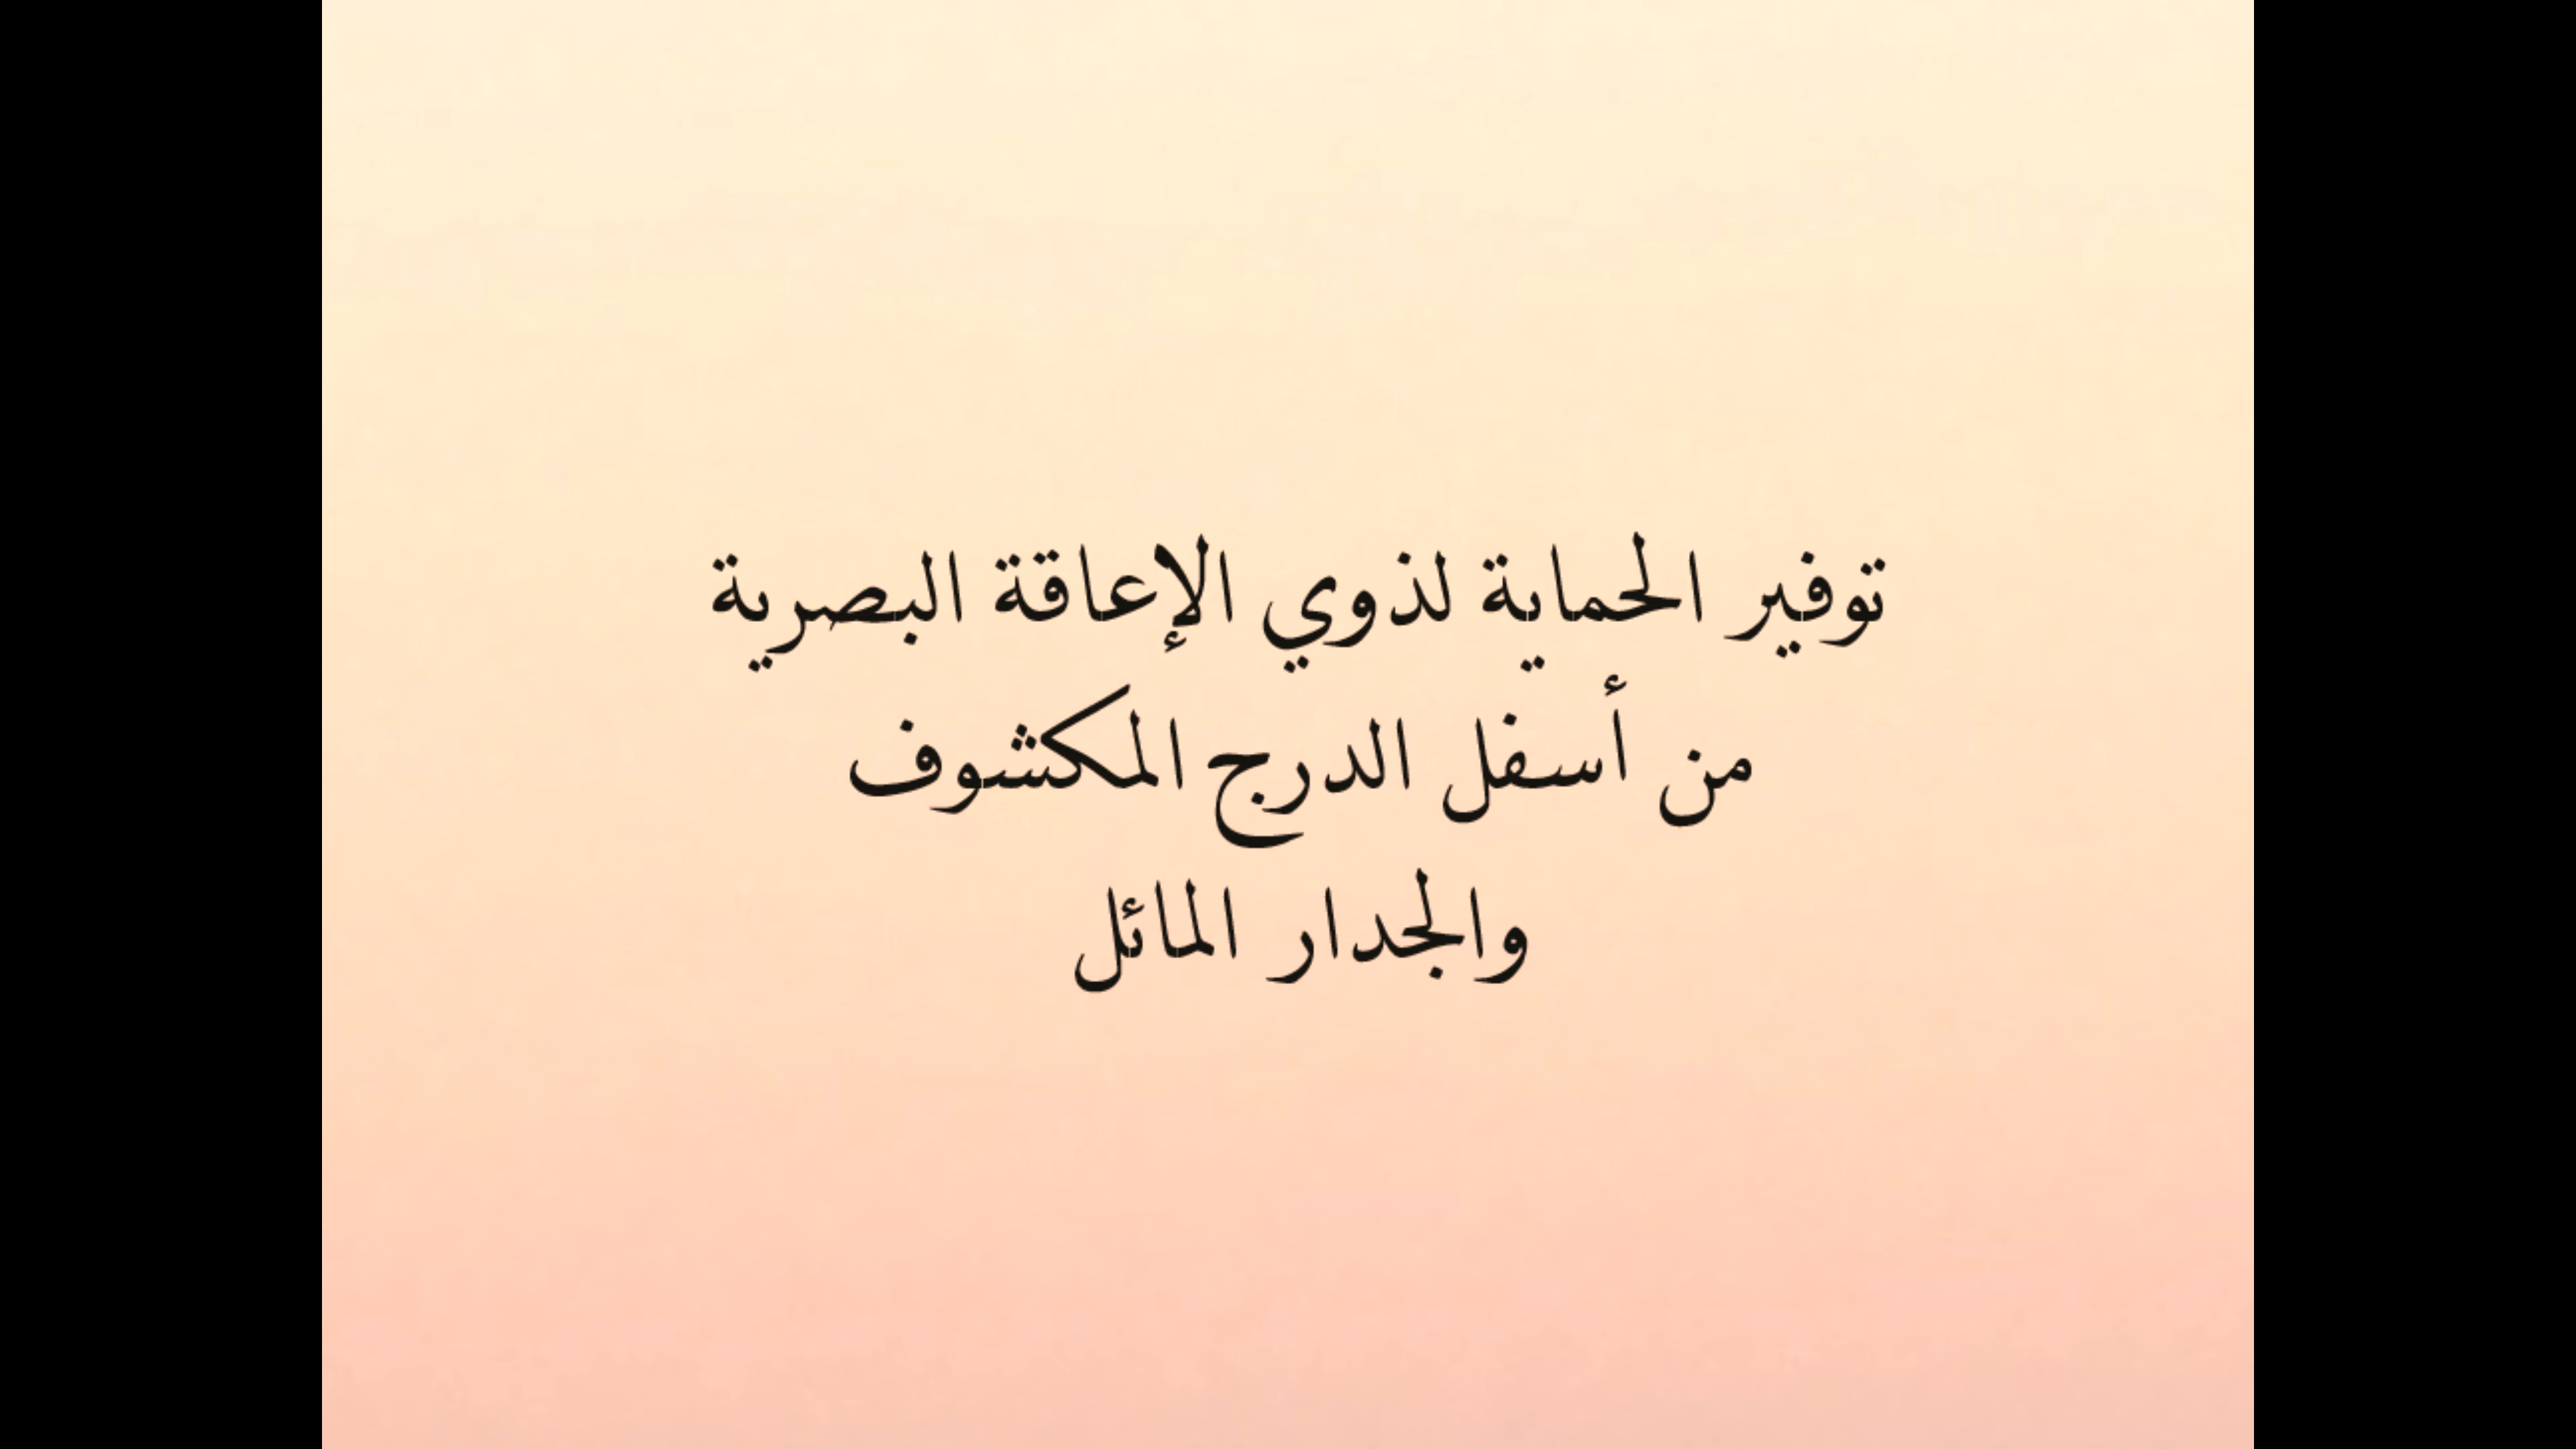 توفير الحماية لذوي الإعاقة البصرية
من أسفل الدرج المكشوف
والجدار المائل